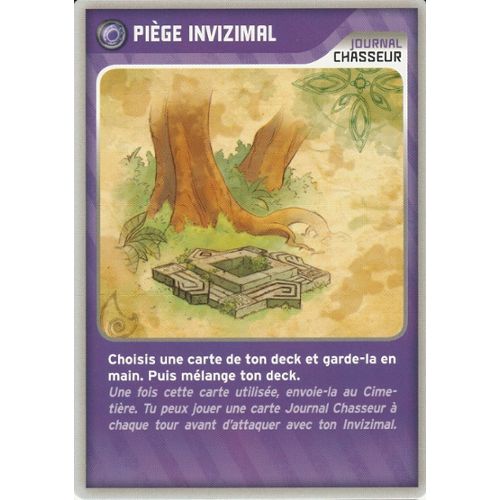 PIÈGE INVIZIMAL
JOURNAL
CHASSEUR
Choisis une carte de ton deck et garde-la en
main. Puis mélange ton deck.
Une fois cette carte utilisée, envoie-la au Cime-
tière. Tu peux jouer une carte Journal Chasseur à
chaque tour avant d'attaquer avec ton Invizimal.